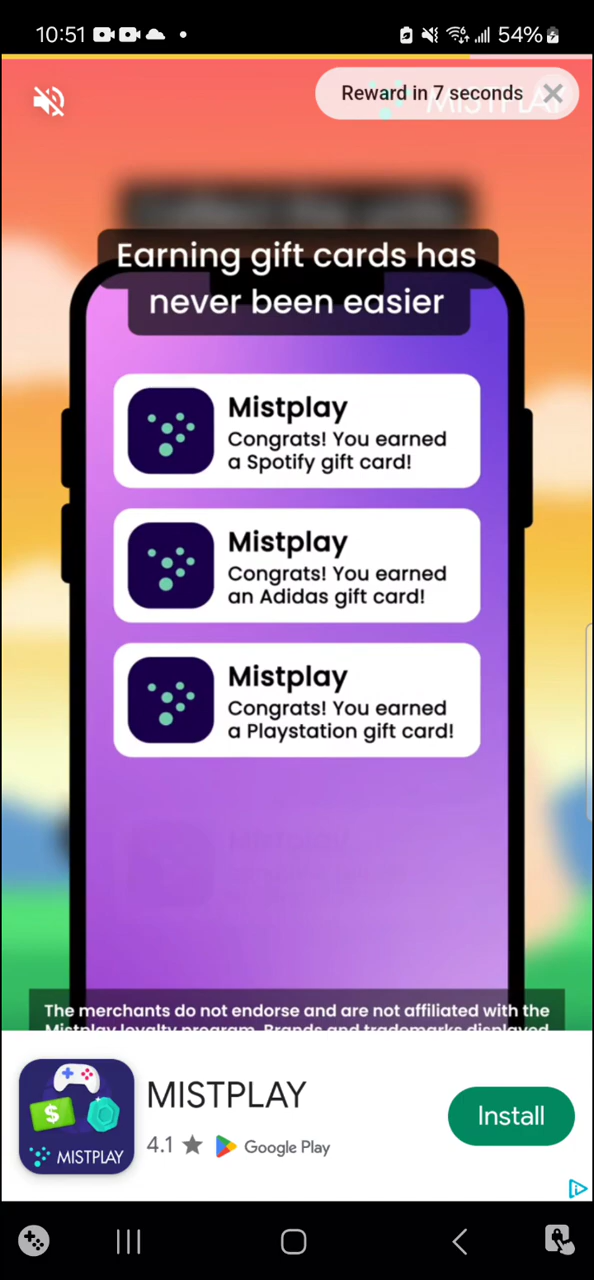 10:51
54%
Reward in 7 seconds
Earning gift cards has
never been easier
Mistplay
Congrats! You earned
a Spotify gift card!
Mistplay
Congrats! You earned
an Adidas gift card!
Mistplay
Congrats! You earned
a Playstation gift card!
Mistplay
The merchants do not endorse and are not affiliated with the
Mistplay loyalty program. Brands and trademarks displayed
MISTPLAY
4.1
Google Play
Install
$
MISTPLAY